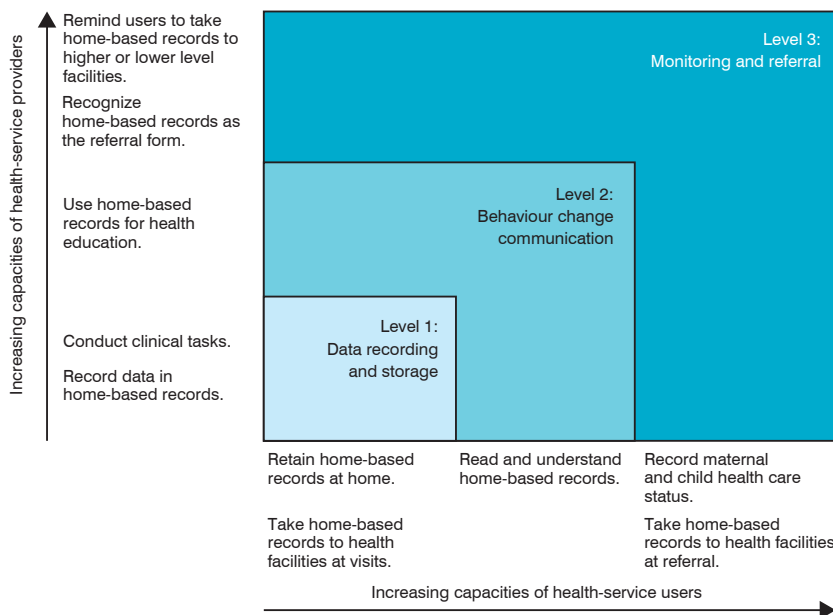 Increasing capacities of health-service providers
Remind users to take
home-based records to
higher or lower level
facilities.
Recognize
home-based records as
the referral form.
Use home-based
records for health
education.
Conduct clinical tasks.
Record data in
home-based records.
Level 3:
Monitoring and referral
Level 2:
Behaviour change
communication
Level 1:
Data recording
and storage
Retain home-based
records at home.
Take home-based
records to health
facilities at visits.
Read and understand
home-based records.
Record maternal
and child health care
status.
Take home-based
records to health facilities
at referral.
Increasing capacities of health-service users